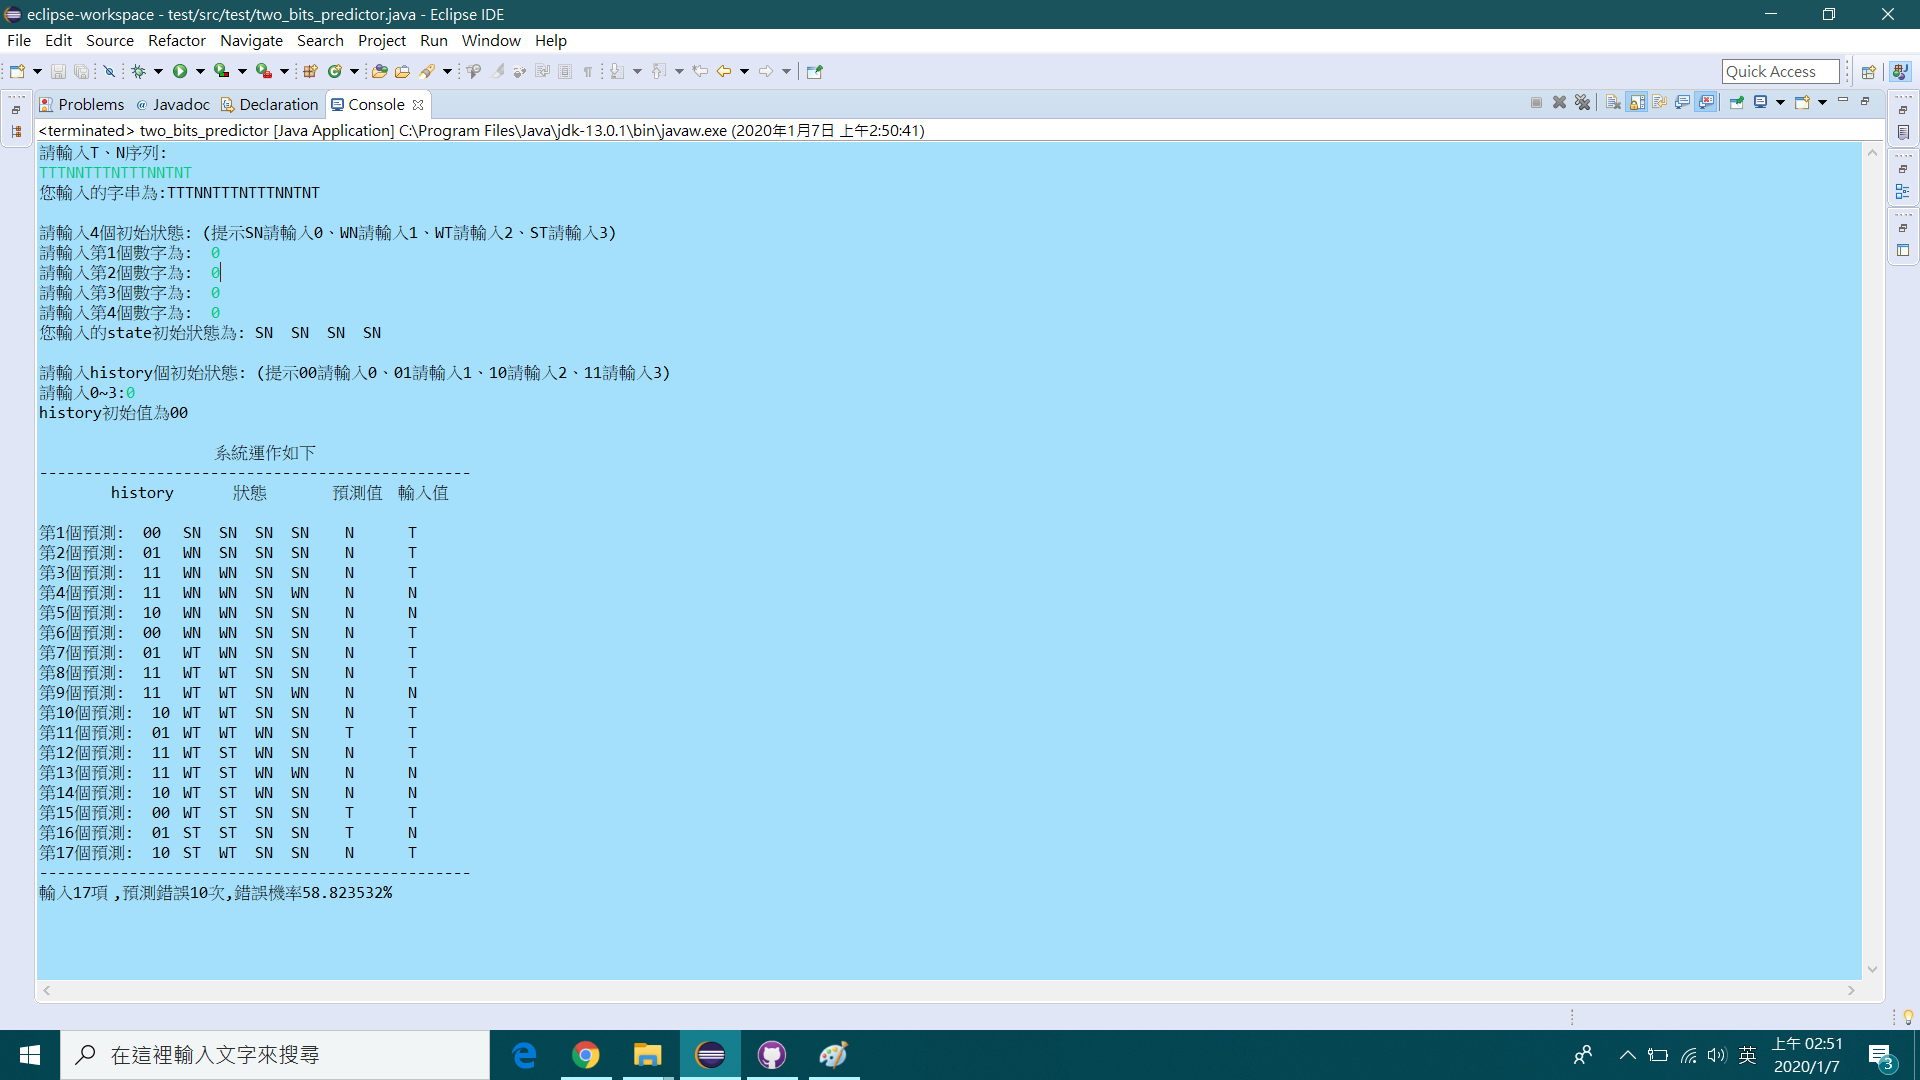 eclipse-workspace - test/src/test/two_bits_predictor.java - Eclipse IDE
File Edit Source Refactor Navigate Search Project Run Window Help
Quick Access
Problems @ Javadoc Declaration Console
<terminated> two_bits_predictor [Java Application] C:\Program Files\Java\jdk-13.0.1\bin\javaw.exe (2020年1月7日 上午2:50:41)
請輸入T、N序列:
TTTNNTTTNTTTNNTNT
您輸入的字串為:TTTNNTTTNTTTNNTNT
請輸入4個初始狀態: (提示SN請輸入0、WN請輸入1、WT請輸入2、ST請輸入3)
請輸入第1個數字為: 0
請輸入第2個數字為: 0
請輸入第3個數字為: 0
請輸入第4個數字為: 0
您輸入的state初始狀態為: SN SN SN SN
請輸入history個初始狀態: (提示00請輸入0、01請輸入1、10請輸入2、11請輸入3)
請輸入0~3:0
history初始值為00
系統運作如下
------------------------------------------------
history 狀態 預測值 輸入值
第1個預測: 00 SN SN SN SN N T
第2個預測: 01 WN SN SN SN N T
第3個預測: 11 WN WN SN SN N T
第4個預測: 11 WN WN SN WN N N
第5個預測: 10 WN WN SN SN N N
第6個預測: 00 WN WN SN SN N T
第7個預測: 01 WT WN SN SN N T
第8個預測: 11 WT WT SN SN N T
第9個預測: 11 WT WT SN WN N N
第10個預測: 10 WT WT SN SN N T
第11個預測: 01 WT WT WN SN T T
第12個預測: 11 WT ST WN SN N T
第13個預測: 11 WT ST WN WN N N
第14個預測: 10 WT ST WN SN N N
第15個預測: 00 WT ST SN SN T T
第16個預測: 01 ST ST SN SN T N
第17個預測: 10 ST WT SN SN N T
------------------------------------------------
輸入17項 ,預測錯誤10次,錯誤機率58.823532%
在這裡輸入文字來搜尋
英
上午 02:51
2020/1/7
3